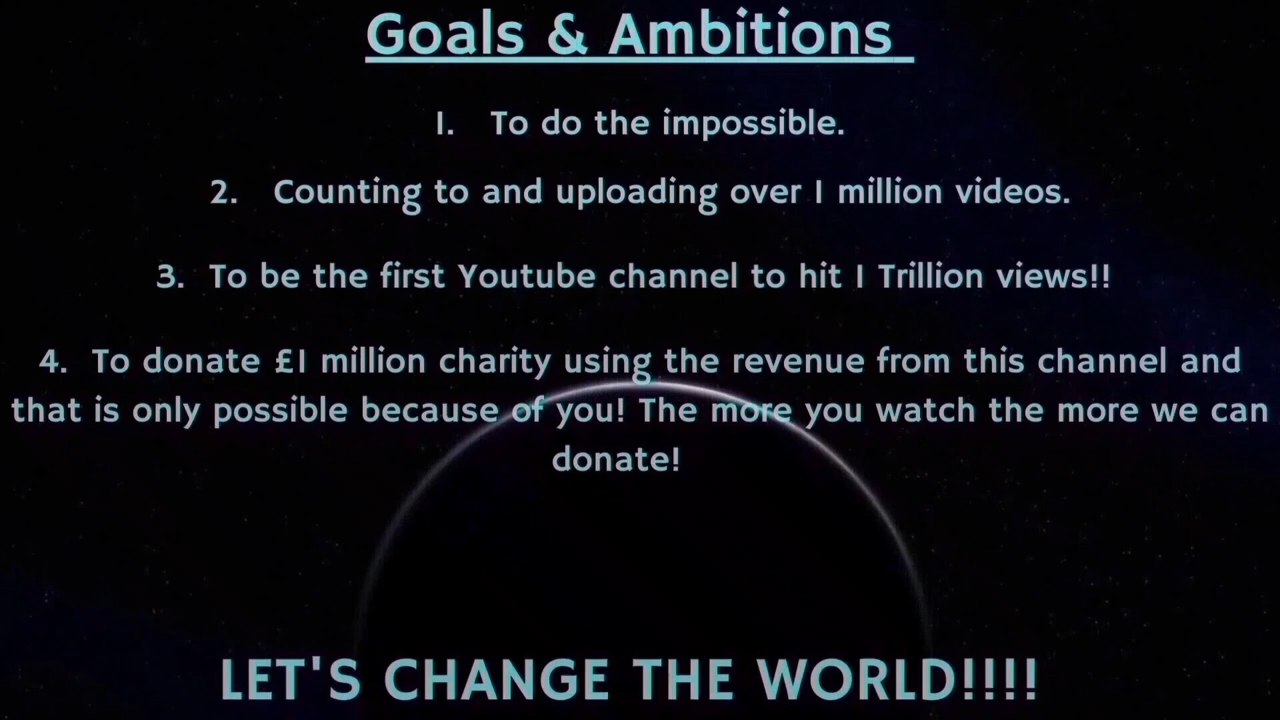 Goals & Ambitions
1. To do the impossible.
2. Counting to and uploading over 1 million videos.
3. To be the first Youtube channel to hit 1 Trillion views!!
4. To donate £1 million charity using the revenue from this channel and
that is only possible because of you! The more you watch the more we can
donate!
LET'S CHANGE THE WORLD!!!!